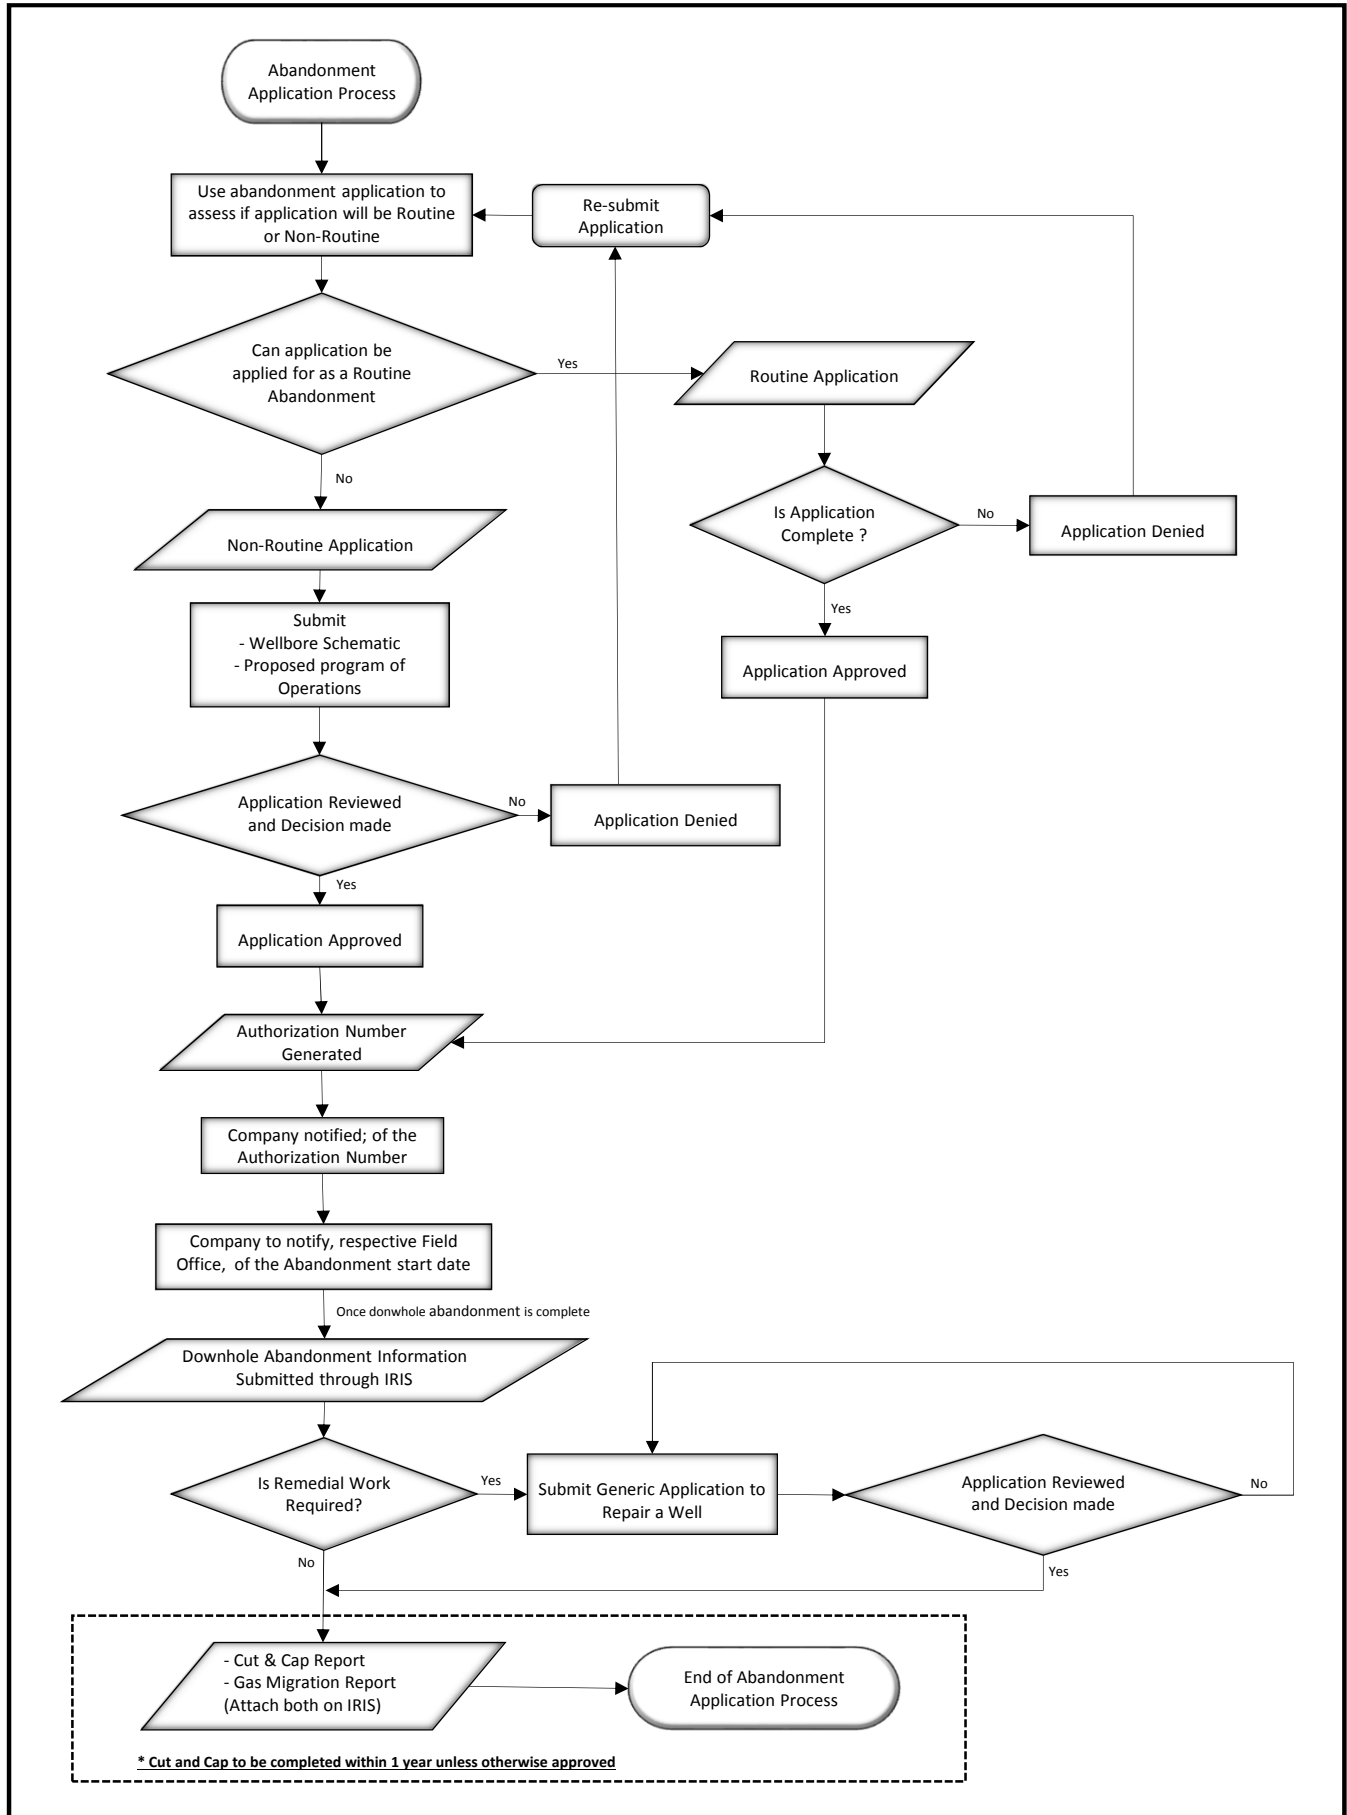 Abandonment
Application Process
Use abandonment application to
assess if application will be Routine
or Non-Routine
Re-submit
Application
Can application be
applied for as a Routine
Abandonment
Yes
Routine Application
No
Is Application
Complete ?
No
Application Denied
Non-Routine Application
Yes
Submit
- Wellbore Schematic
- Proposed program of
Operations
Application Approved
Application Reviewed
and Decision made
No
Application Denied
Yes
Application Approved
Authorization Number
Generated
Company notified; of the
Authorization Number
Company to notify, respective Field
Office, of the Abandonment start date
Once donwhole abandonment is complete
Downhole Abandonment Information
Submitted through IRIS
Is Remedial Work
Required?
Yes
Submit Generic Application to
Repair a Well
Application Reviewed
and Decision made
No
No
Yes
- Cut & Cap Report
- Gas Migration Report
(Attach both on IRIS)
End of Abandonment
Application Process
* Cut and Cap to be completed within 1 year unless otherwise approved